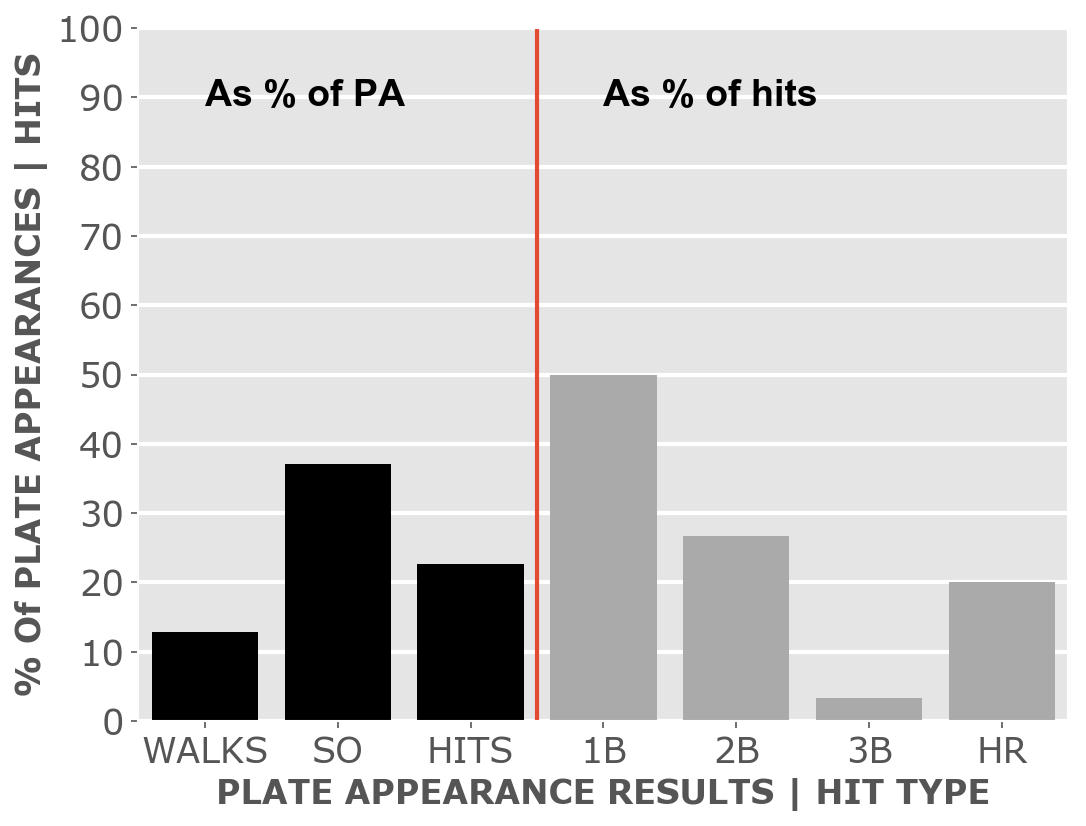 % Of PLATE APPEARANCES | HITS
100
90
80
70
60
50
40
30
20
10
0
As % of PA
As % of hits
WALKS SO HITS 1B 2B 3B HR
PLATE APPEARANCE RESULTS | HIT TYPE